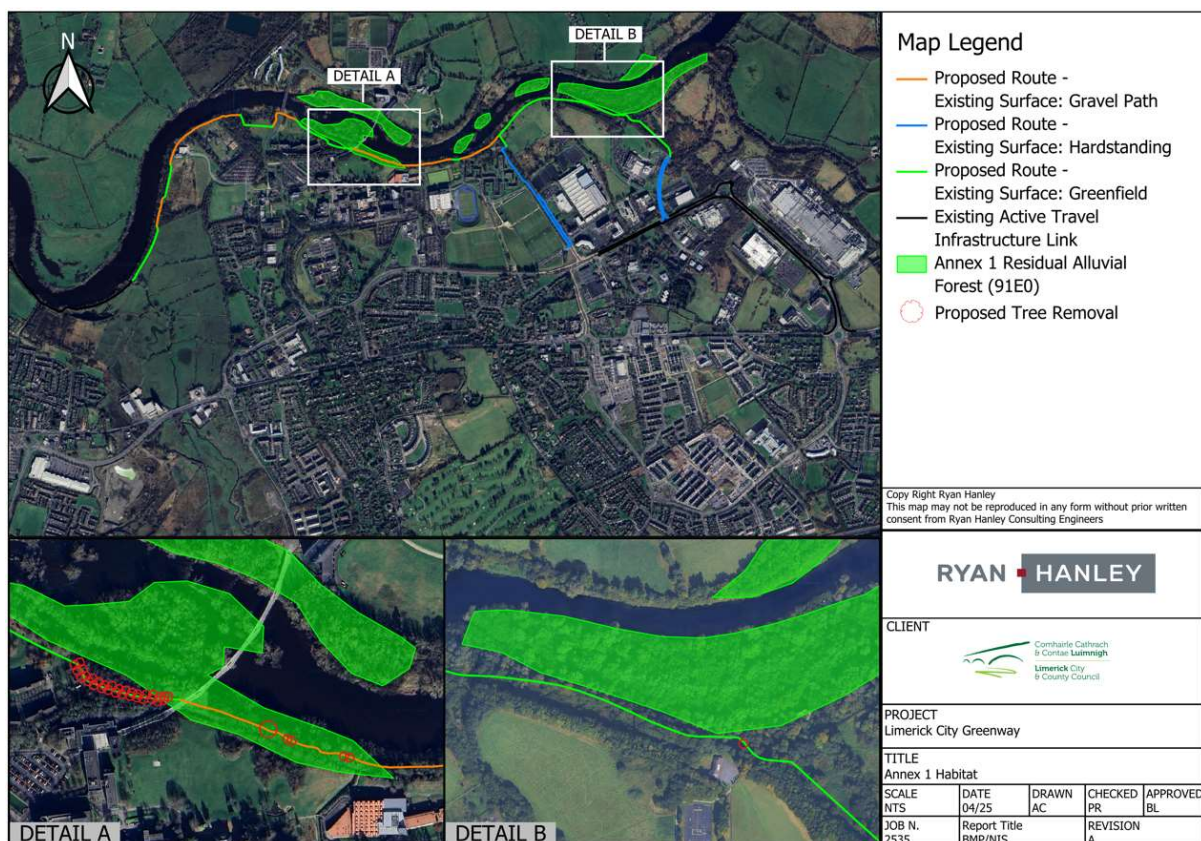 N
DETAIL A
DETAIL B
DETAIL A
DETAIL B
Map Legend
Proposed Route -
Existing Surface: Gravel Path
Proposed Route -
Existing Surface: Hardstanding
Proposed Route -
Existing Surface: Greenfield
Existing Active Travel
Infrastructure Link
Annex 1 Residual Alluvial
Forest (91E0)
Proposed Tree Removal
Copy Right Ryan Hanley
This map may not be reproduced in any form without prior written
consent from Ryan Hanley Consulting Engineers
RYAN HANLEY
CLIENT
Comhairle Cathrach
& Contae Luimnigh
Limerick City
& County Council
PROJECT
Limerick City Greenway
TITLE
Annex 1 Habitat
SCALE
NTS
DATE
04/25
DRAWN
AC
CHECKED
PR
APPROVED
BL
JOB N.
2535
Report Title
BMP/NIS
REVISION
A